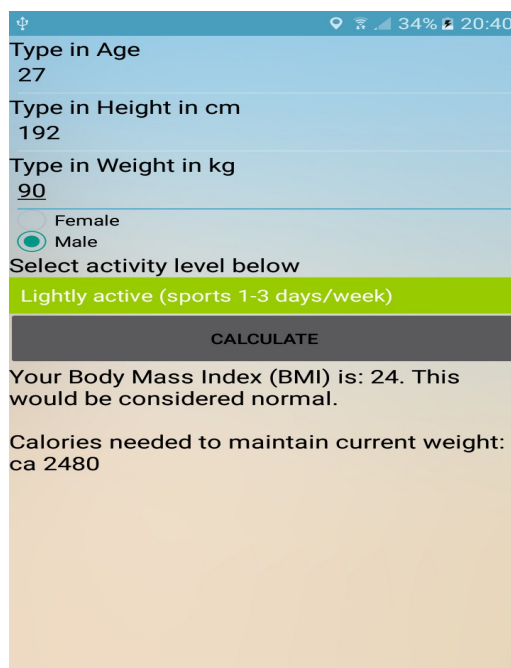 34% 20:40
Type in Age
27
Type in Height in cm
192
Type in Weight in kg
90
Female
Male
Select activity level below
Lightly active (sports 1-3 days/week)
CALCULATE
Your Body Mass Index (BMI) is: 24. This
would be considered normal.
Calories needed to maintain current weight:
ca 2480